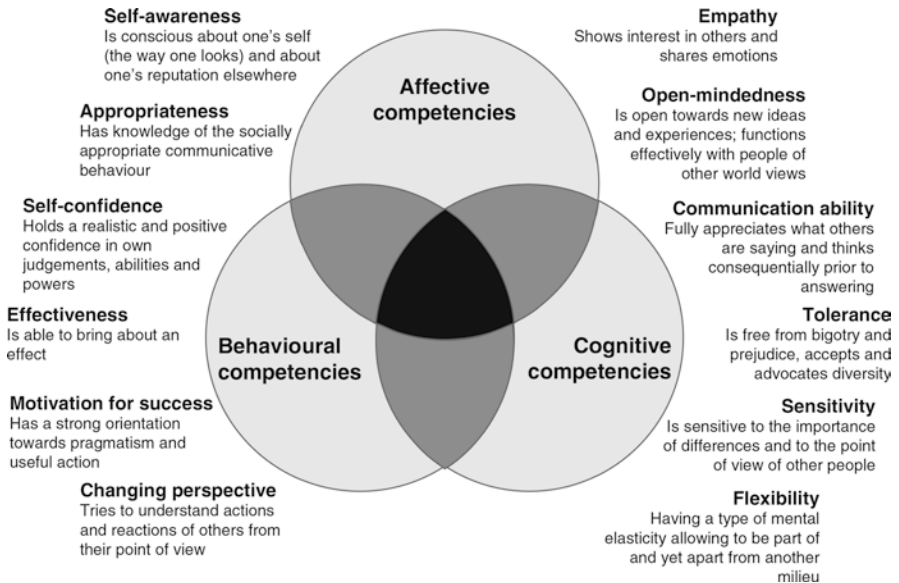 Self-awareness
Is conscious about one's self
(the way one looks) and about
one's reputation elsewhere
Appropriateness
Has knowledge of the socially
appropriate communicative
behaviour
Self-confidence
Holds a realistic and positive
confidence in own
judgements, abilities and
powers
Effectiveness
Is able to bring about an
effect
Motivation for success
Has a strong orientation
towards pragmatism and
useful action
Changing perspective
Tries to understand actions
and reactions of others from
their point of view
Affective
competencies
Behavioural
competencies
Cognitive
competencies
Empathy
Shows interest in others and
shares emotions
Open-mindedness
Is open towards new ideas
and experiences; functions
effectively with people of
other world views
Communication ability
Fully appreciates what others
are saying and thinks
consequentially prior to
answering
Tolerance
Is free from bigotry and
prejudice, accepts and
advocates diversity
Sensitivity
Is sensitive to the importance
of differences and to the point
of view of other people
Flexibility
Having a type of mental
elasticity allowing to be part of
and yet apart from another
milieu